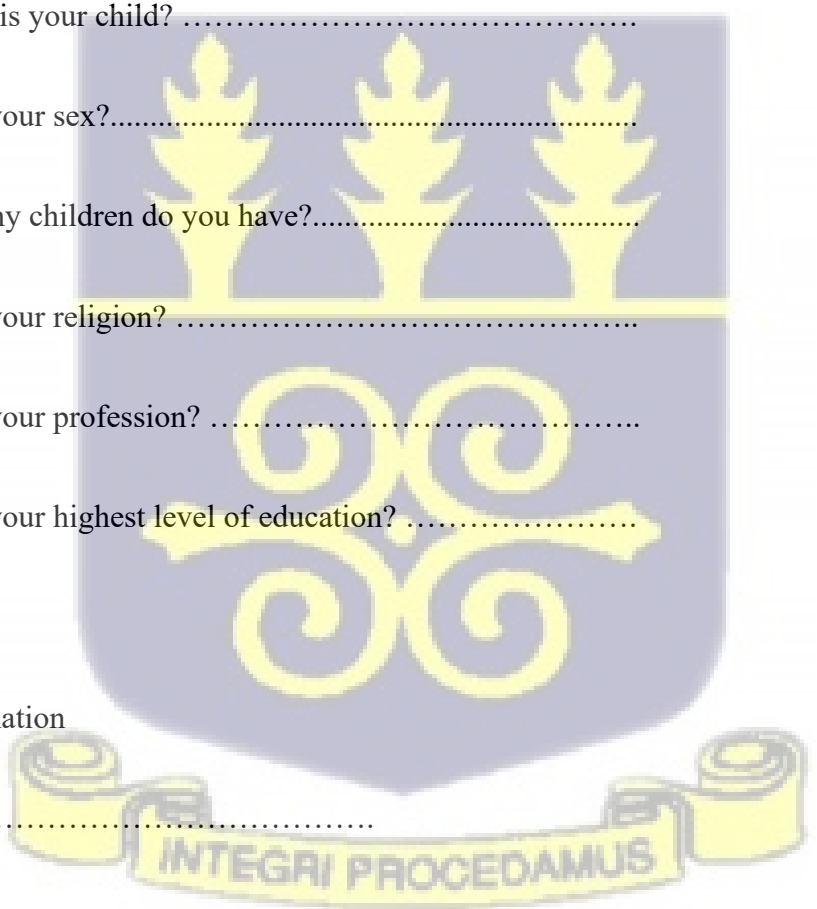 is your child? …………………………………….
your sex?..................................................................
ny children do you have?.........................................
your religion? ……………………………………..
your profession? …………………………………..
your highest level of education? ………………….
nation
…………………………………….
INTEGRI PROCEDAMUS